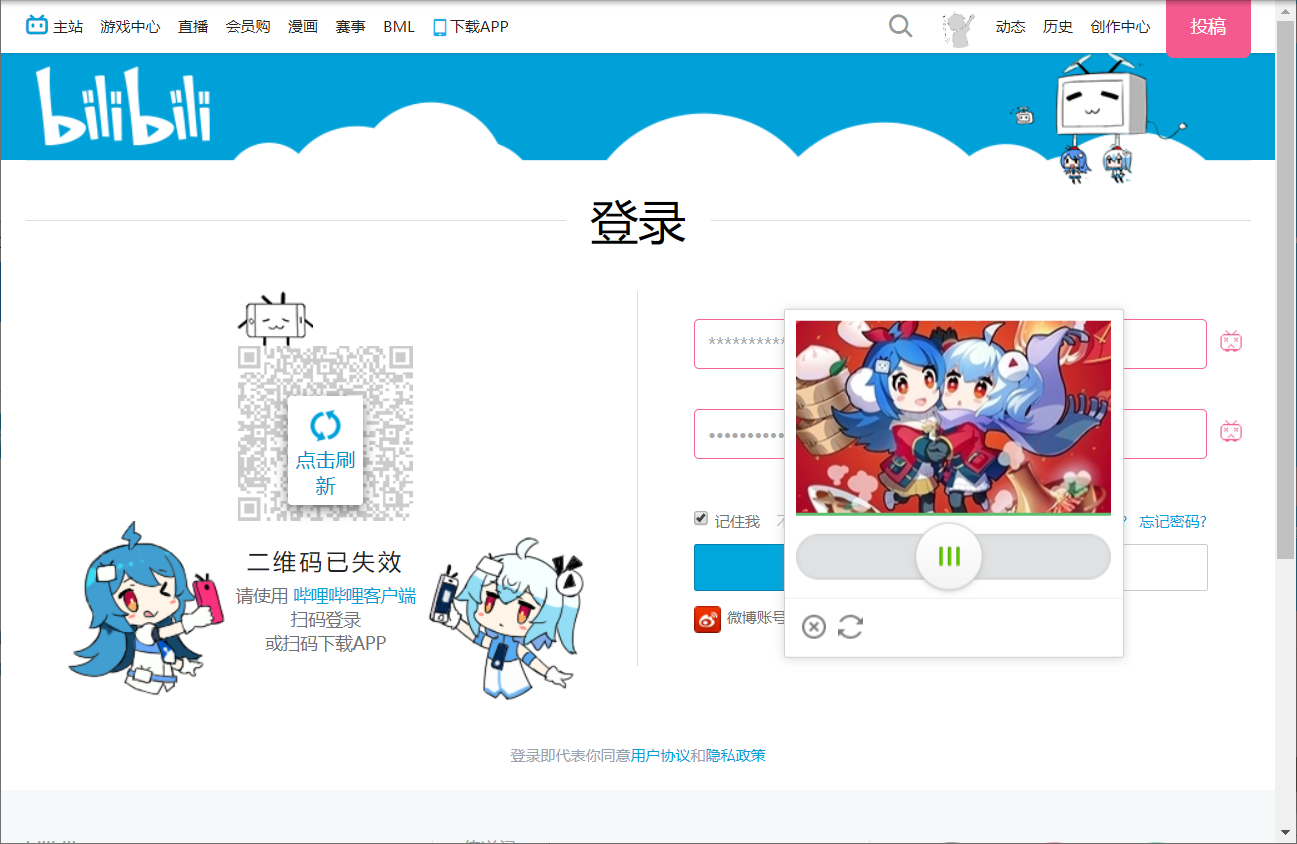 主站 游戏中心 直播 会员购 漫画 赛事 BML 下载APP 动态 历史 创作中心 投稿
bilibili
登录
***********
点击刷
新
••••••••••
记住我 忘记密码?
二维码已失效
请使用 哔哩哔哩客户端
扫码登录
或扫码下载APP
微博账号
登录即代表你同意用户协议和隐私政策